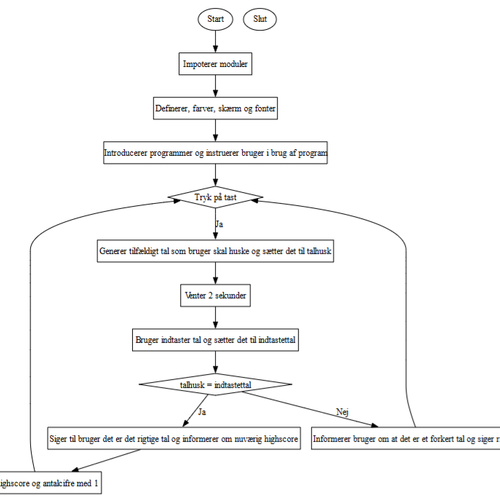 Start
Slut
Impoterer moduler
Definerer, farver, skærm og fonter
Introducerer programmer og instruerer bruger i brug af program
Tryk på tast
Ja
Generer tilfældigt tal som bruger skal huske og sætter det til talhusk
Venter 2 sekunder
Bruger indtaster tal og sætter det til indtastettal
talhusk = indtastettal
Ja
Nej
Siger til bruger det er det rigtige tal og informerer om nuværig highscore
Informerer bruger om at det er et forkert tal og siger
ighscore og antalcifre med 1